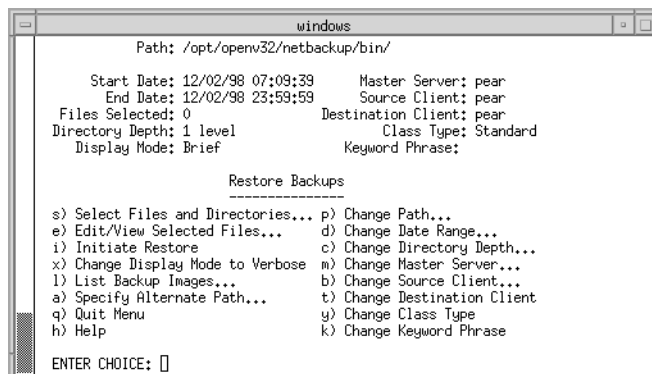 windows
Path: /opt/openv32/netbackup/bin/
Start Date: 12/02/98 07:09:39 Master Server: pear
End Date: 12/02/98 23:59:59 Source Client: pear
Files Selected: 0 Destination Client: pear
Directory Depth: 1 level Class Type: Standard
Display Mode: Brief Keyword Phrase:
Restore Backups
---------------
s) Select Files and Directories... p) Change Path...
e) Edit/View Selected Files... d) Change Date Range...
i) Initiate Restore c) Change Directory Depth...
x) Change Display Mode to Verbose m) Change Master Server...
l) List Backup Images... b) Change Source Client...
a) Specify Alternate Path... t) Change Destination Client
q) Quit Menu y) Change Class Type
h) Help k) Change Keyword Phrase
ENTER CHOICE: